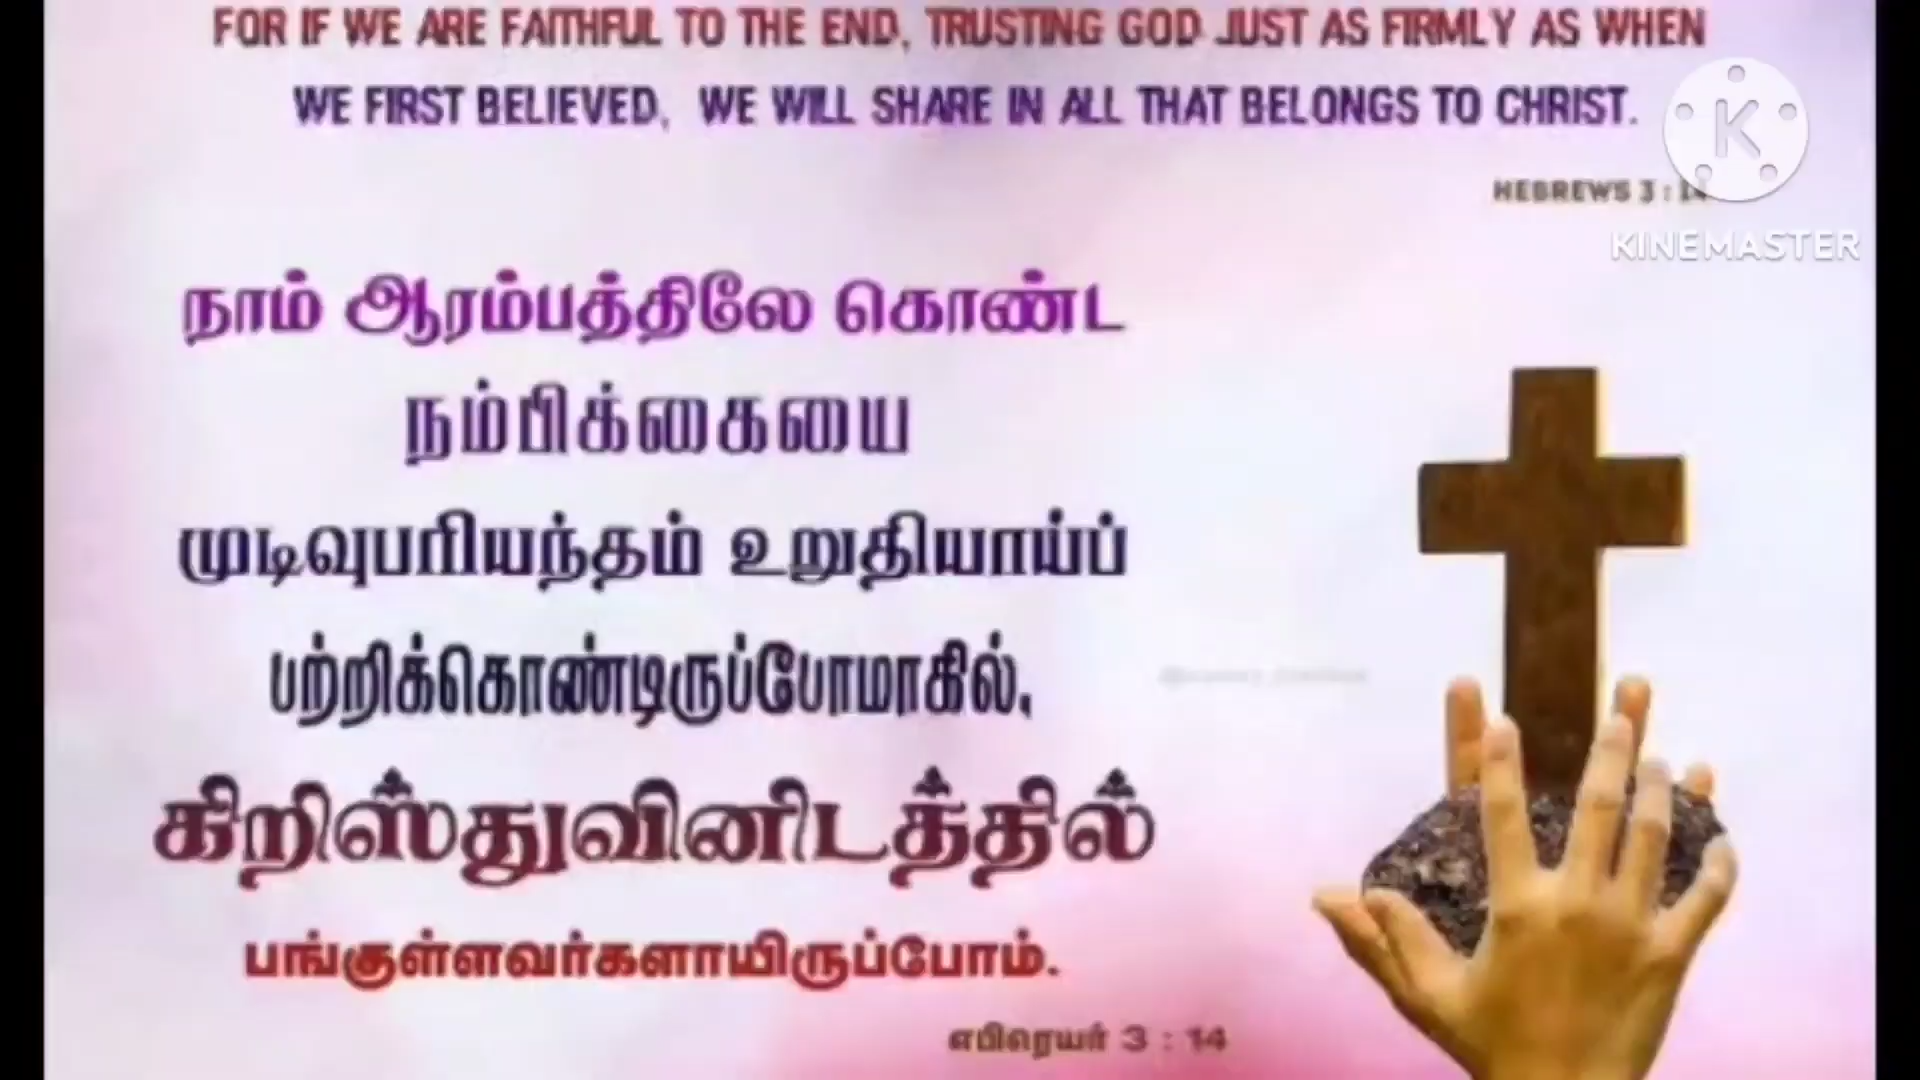 FOR IF WE ARE FAITHFUL TO THE END, TRUSTING GOD JUST AS FIRMLY AS WHEN
WE FIRST BELIEVED, WE WILL SHARE IN ALL THAT BELONGS TO CHRIST.
HEBREWS 3 : 14
K
KINEMASTER
நாம் ஆரம்பத்திலே கொண்ட
நம்பிக்கையை
முடிவுபரியந்தம் உறுதியாய்ப்
பற்றிக்கொண்டிருப்போமாகில்,
கிறிஸ்துவினிடத்தில்
பங்குள்ளவர்களாயிருப்போம்.
எபிரெயர் 3 : 14